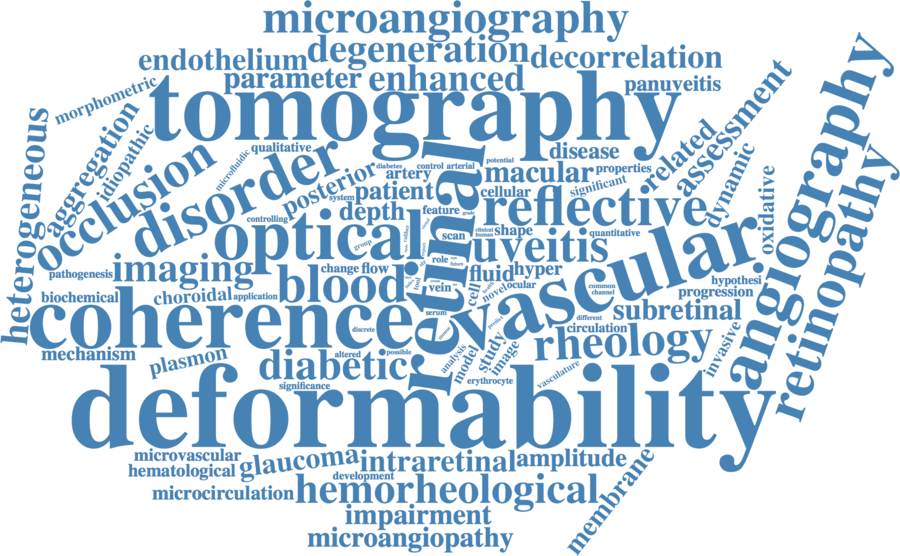 microangiography
degeneration
endothelium
decorrelation
parameter
enhanced
panuveitis
morphometric
tomography
heterogeneous
aggregation
idiopathic
microfluidic
qualitative
occlusion
disorder
posterior
diabetes
control
arterial
potential
artery
macular
disease
properties
related
assessment
angiography
system
patient
cellular
significant
dynamic
oxidative
retinopathy
controlling
depth
feature
grade
reflective
optical
group
scan
clinical
human
shape
quantitative
retinal
uveitis
vascular
pathogenesis
imaging
change
flow
role
fluid
hyper
hypothesi
biochemical
choroidal
application
blood
vein
cell
novel
ocular
common
channel
progression
coherence
serum
subretinal
discrete
different
circulation
rheology
invasive
mechanism
plasmon
diabetic
altered
possible
analysis
model
study
image
erythrocyte
vasculature
significance
deformability
microvascular
hematological
glaucoma
intraretinal
amplitude
membrane
development
microcirculation
hemorheological
impairment
microangiopathy